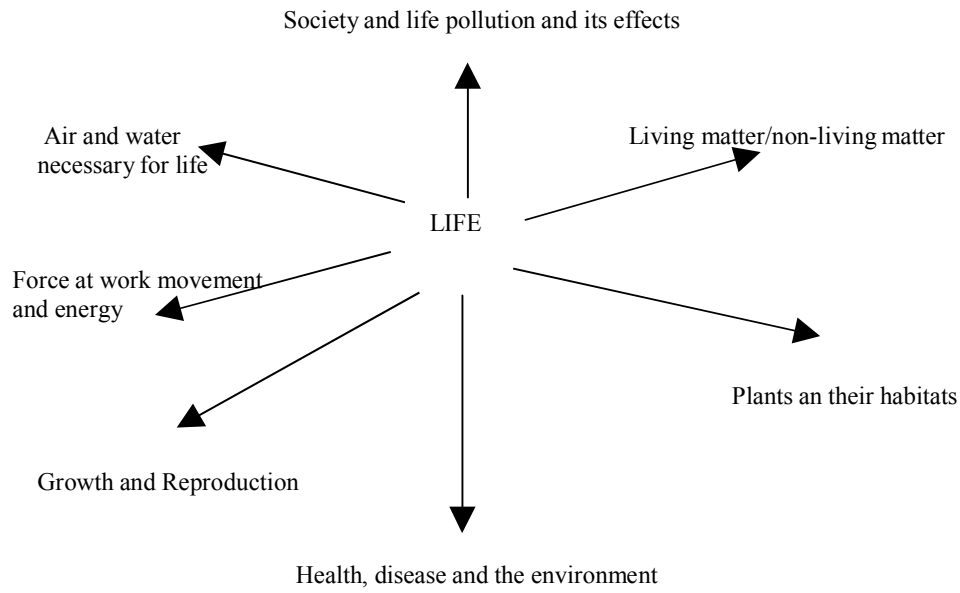 Society and life pollution and its effects
Air and water
necessary for life
Living matter/non-living matter
LIFE
Force at work movement
and energy
Plants an their habitats
Growth and Reproduction
Health, disease and the environment